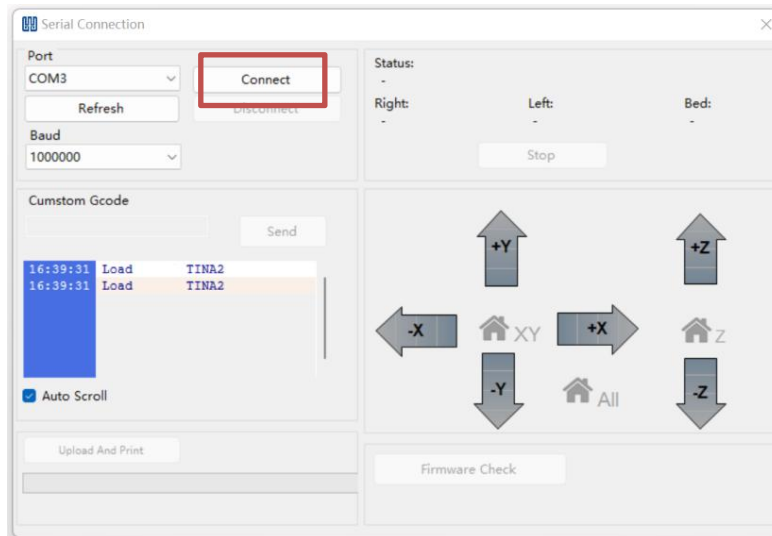 Serial Connection
Port
COM3
Connect
Refresh
Disconnect
Baud
1000000
Status:
-
Right:
Left:
Bed:
-
-
-
Stop
Cumstom Gcode
Send
16:39:31 Load TINA2
16:39:31 Load TINA2
Auto Scroll
Upload And Print
+Y
+Z
-X
XY
+X
Z
-Y
All
-Z
Firmware Check